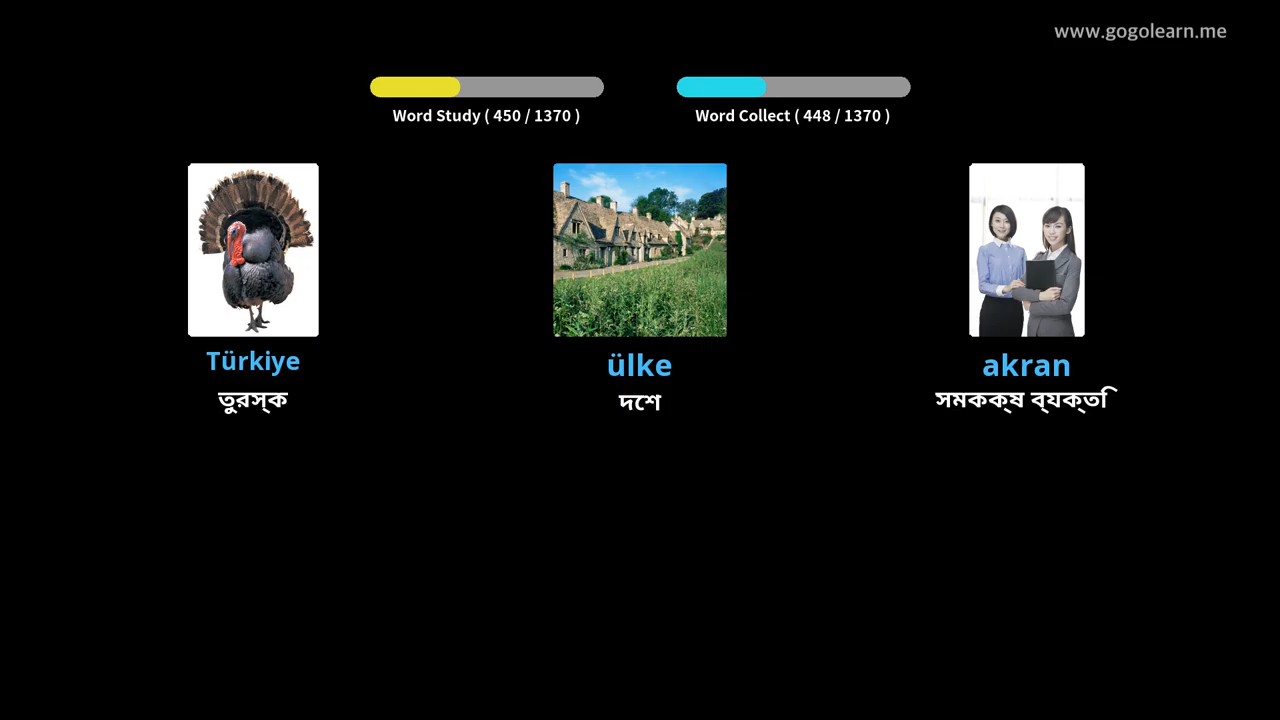 www.gogolearn.me
Word Study ( 450 / 1370 )
Word Collect ( 448 / 1370 )
Türkiye
ülke
akran
তুরস্ক
দেশ
সমকক্ষ ব্যক্তি